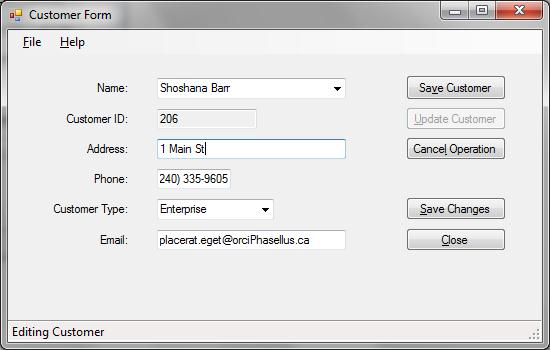 Customer Form
File Help
Name: Shoshana Barr Save Customer
Customer ID: 206 Update Customer
Address: 1 Main St Cancel Operation
Phone: 240) 335-9605
Customer Type: Enterprise Save Changes
Email: placerat.eget@orciPhasellus.ca Close
Editing Customer